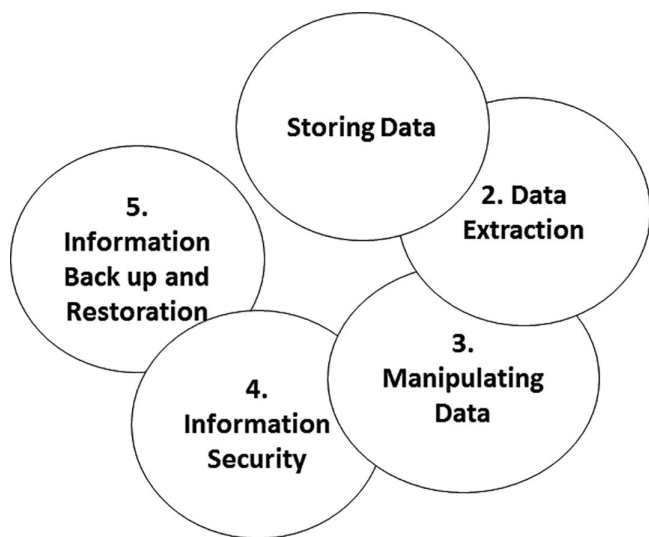 Storing Data
2. Data
Extraction
3.
Manipulating
Data
4.
Information
Security
5.
Information
Back up and
Restoration